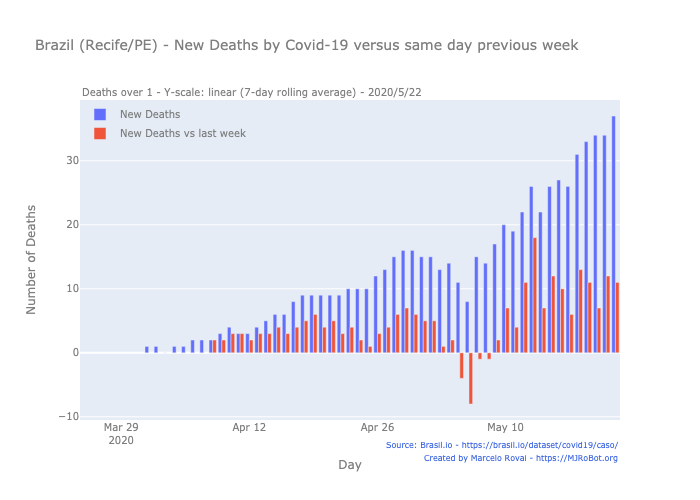 Brazil (Recife/PE) - New Deaths by Covid-19 versus same day previous week
Deaths over 1 - Y-scale: linear (7-day rolling average) - 2020/5/22
New Deaths
New Deaths vs last week
Number of Deaths
30
20
10
0
−10
Mar 29
2020
Apr 12
Apr 26
May 10
Day
Source: Brasil.io - https://brasil.io/dataset/covid19/caso/
Created by Marcelo Rovai - https://MJRoBot.org